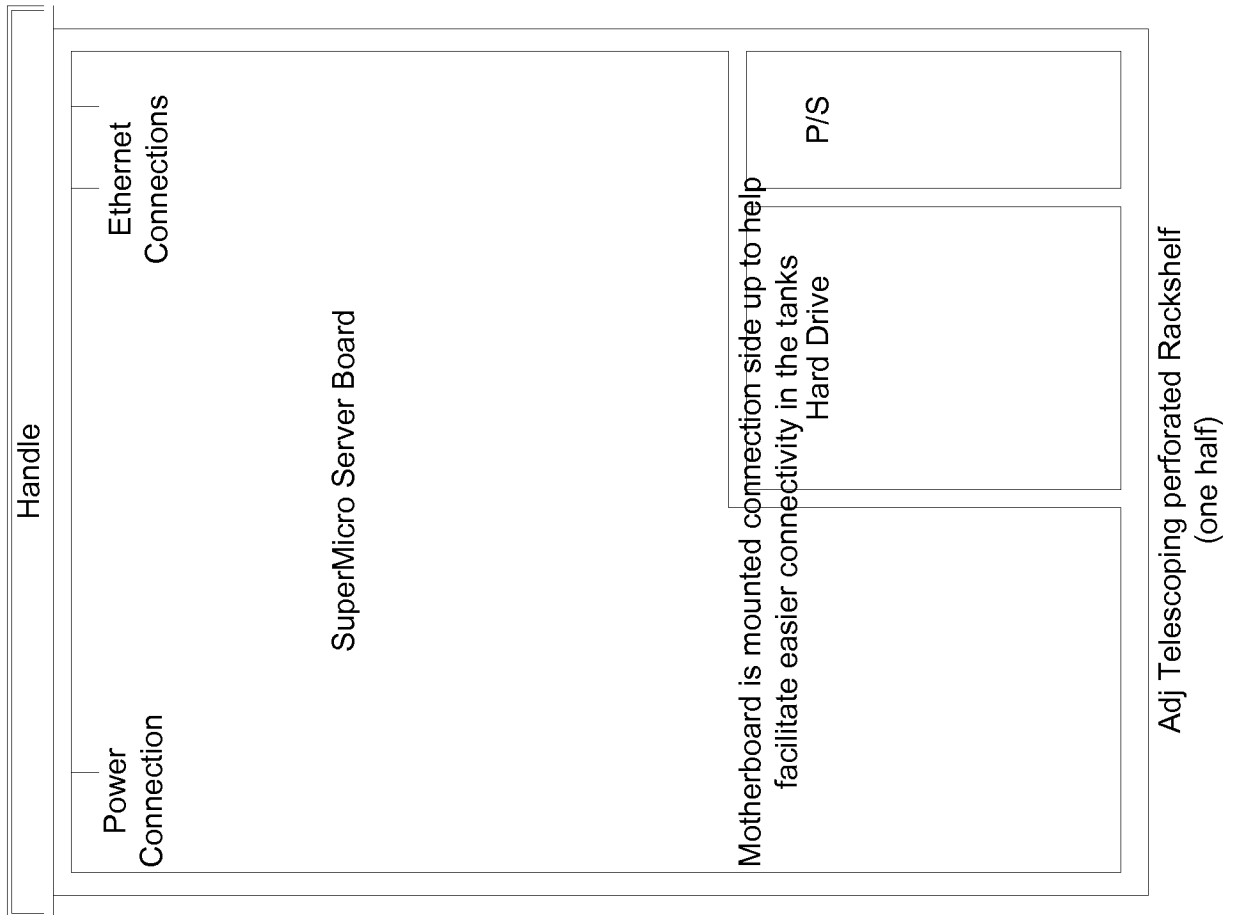 Handle
Power
Connection
Ethernet
Connections
SuperMicro Server Board
Motherboard is mounted connection side up to help
facilitate easier connectivity in the tanks
Hard Drive
P/S
Adj Telescoping perforated Rackshelf
(one half)